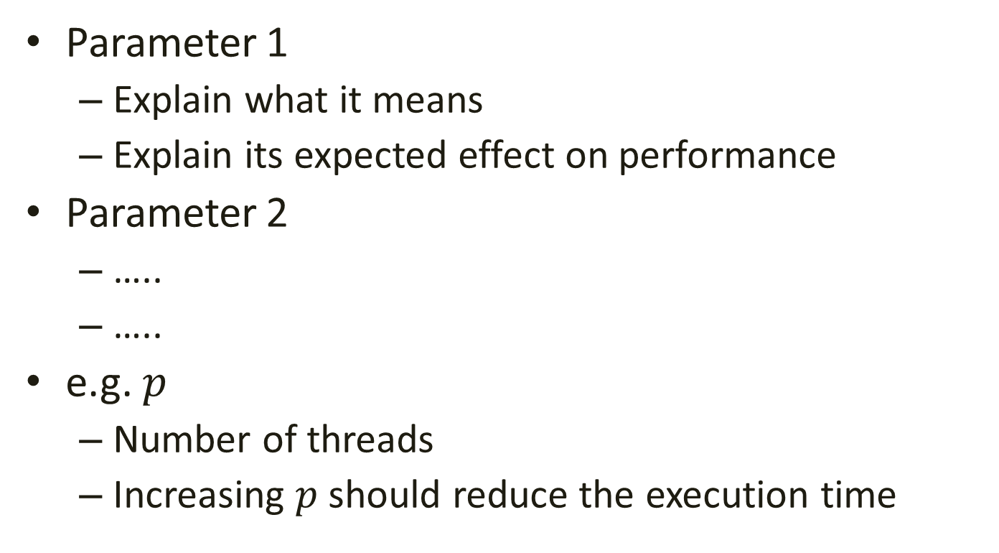 • Parameter 1
– Explain what it means
– Explain its expected effect on performance
• Parameter 2
– …..
– …..
• e.g. 𝑝
– Number of threads
– Increasing 𝑝 should reduce the execution time